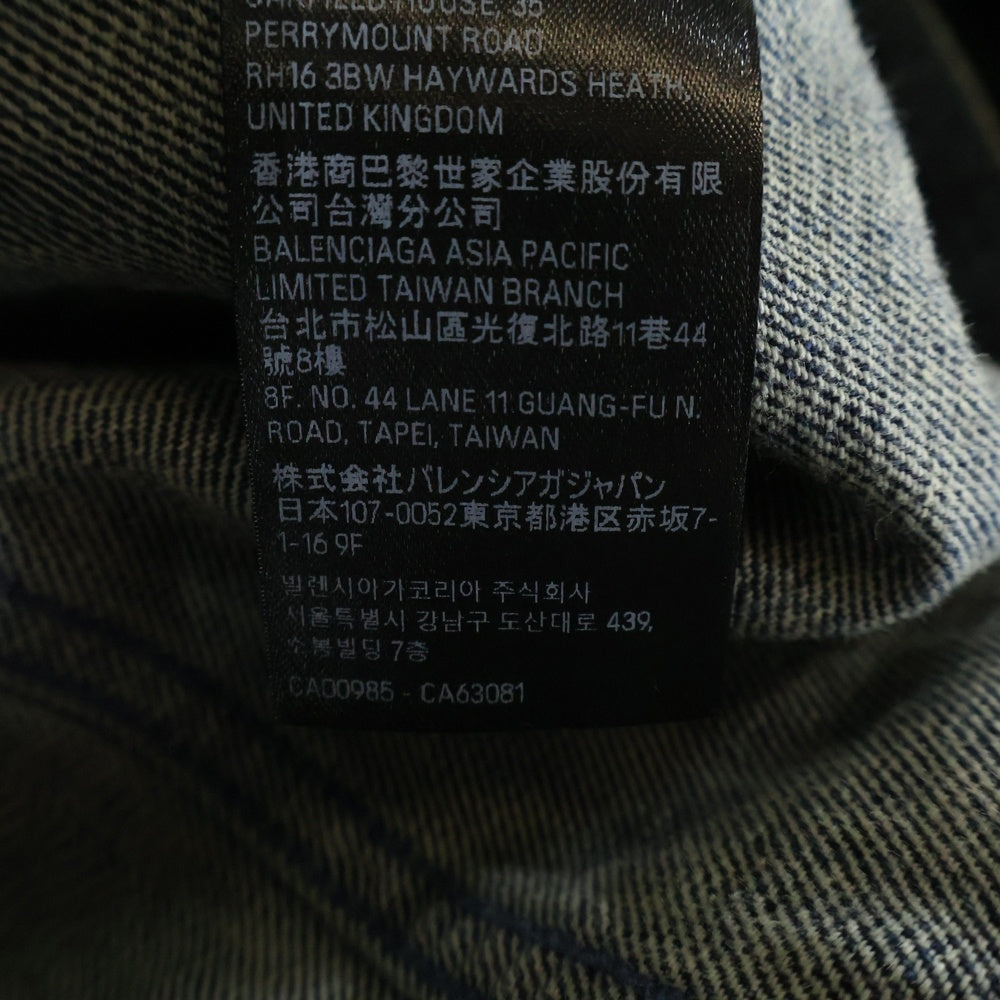 HOUSE, 35
PERRYMOUNT ROAD
RH16 3BW HAYWARDS HEATH,
UNITED KINGDOM
香港商巴黎世家企業股份有限
公司台灣分公司
BALENCIAGA ASIA PACIFIC
LIMITED TAIWAN BRANCH
台北市松山區光復北路11巷44
號8樓
8F. NO. 44 LANE 11 GUANG-FU N.
ROAD, TAPEI, TAIWAN
株式会社バレンシアガジャパン
日本107-0052東京都港区赤坂7-
1-16 9F
발렌시아가코리아 주식회사
서울특별시 강남구 도산대로 439,
7층
CA00985 - CA63081